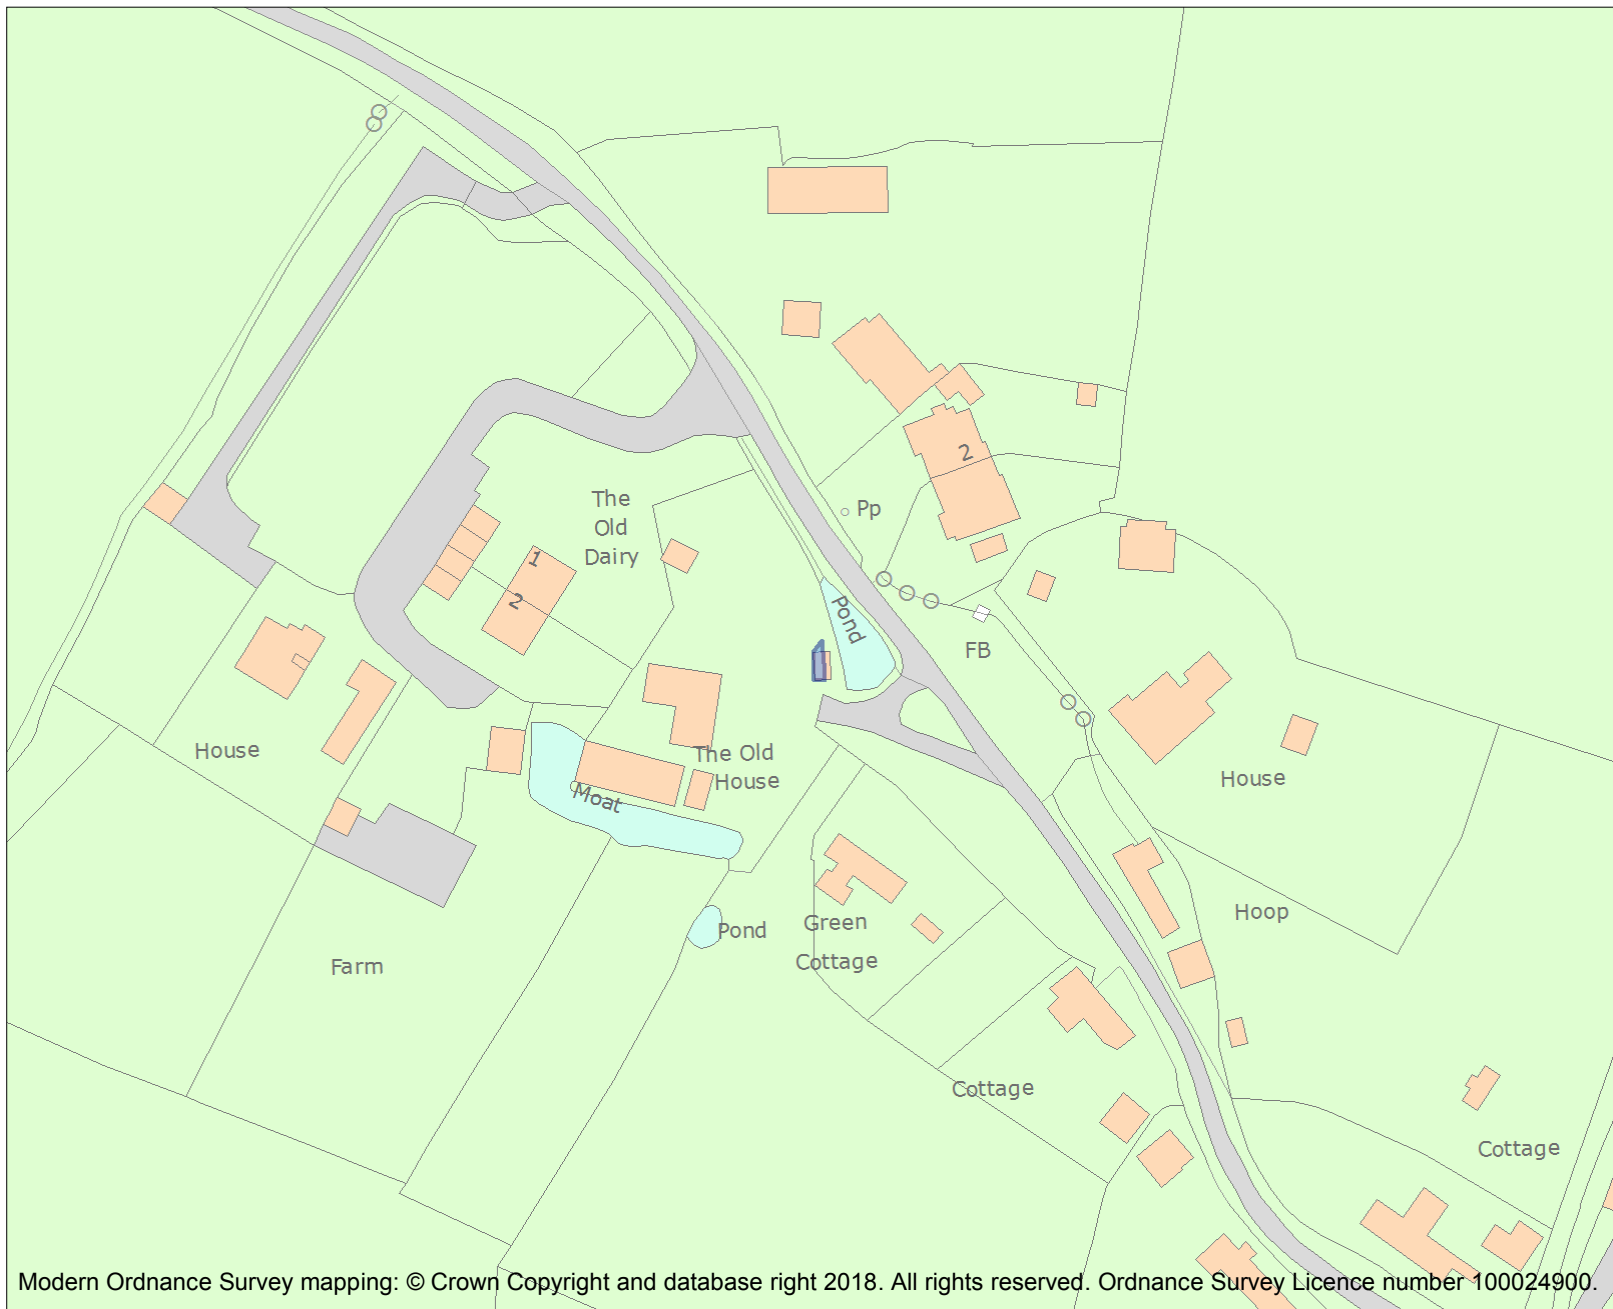 2
The
Old
Dairy
Pp
1
2
Pond
FB
House
The Old
House
House
Moat
Hoop
Green
Pond
Cottage
Farm
Cottage
Cottage
Modern Ordnance Survey mapping: © Crown Copyright and database right 2018. All rights reserved. Ordnance Survey Licence number 100024900.